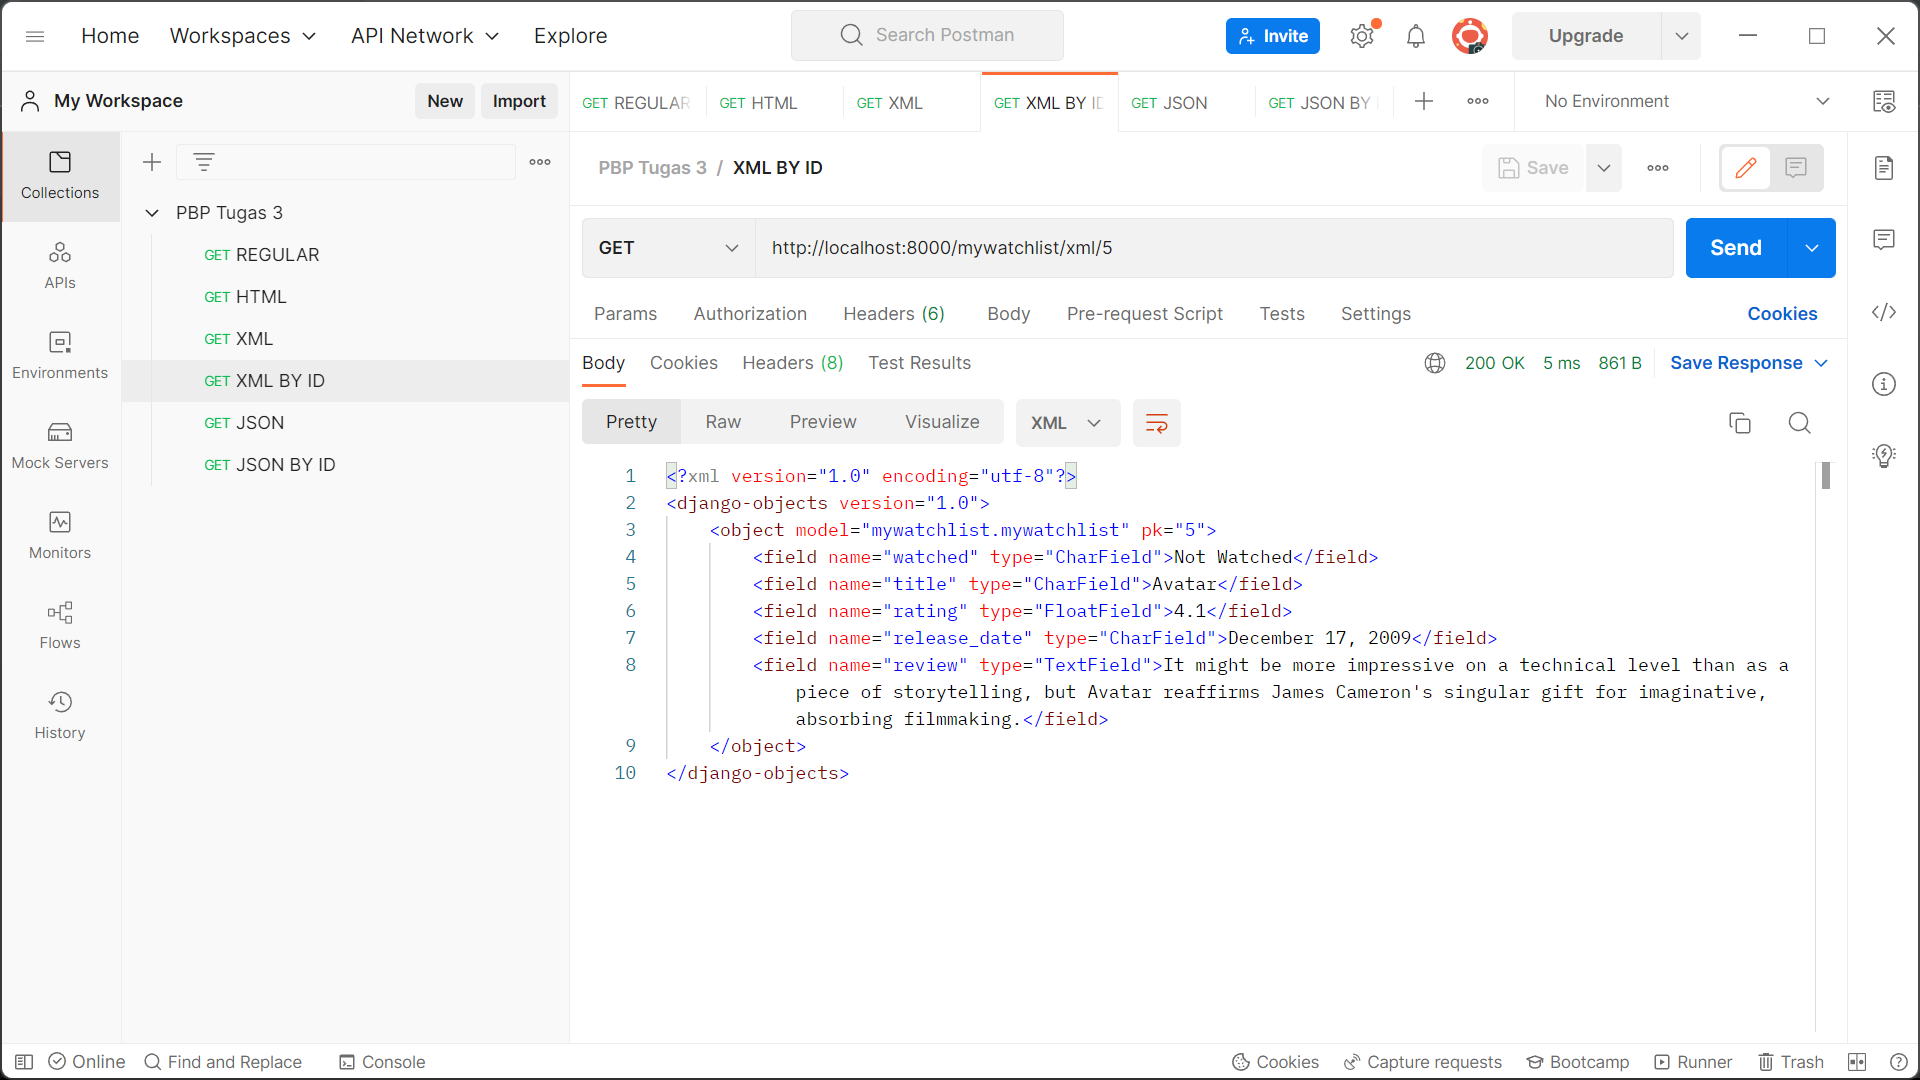 Home Workspaces API Network Explore Search Postman Invite Upgrade
My Workspace New Import GET REGULAR GET HTML GET XML GET XML BY ID GET JSON GET JSON BY No Environment
Collections
APIs
Environments
Mock Servers
Monitors
Flows
History
PBP Tugas 3
GET REGULAR
GET HTML
GET XML
GET XML BY ID
GET JSON
GET JSON BY ID
PBP Tugas 3 / XML BY ID Save
GET http://localhost:8000/mywatchlist/xml/5 Send
Params Authorization Headers (6) Body Pre-request Script Tests Settings Cookies
Body Cookies Headers (8) Test Results 200 OK 5 ms 861 B Save Response
Pretty Raw Preview Visualize XML
1 <?xml version="1.0" encoding="utf-8"?>
2 <django-objects version="1.0">
3 <object model="mywatchlist.mywatchlist" pk="5">
4 <field name="watched" type="CharField">Not Watched</field>
5 <field name="title" type="CharField">Avatar</field>
6 <field name="rating" type="FloatField">4.1</field>
7 <field name="release_date" type="CharField">December 17, 2009</field>
8 <field name="review" type="TextField">It might be more impressive on a technical level than as a
piece of storytelling, but Avatar reaffirms James Cameron's singular gift for imaginative,
absorbing filmmaking.</field>
9 </object>
10 </django-objects>
Online Find and Replace Console Cookies Capture requests Bootcamp Runner Trash